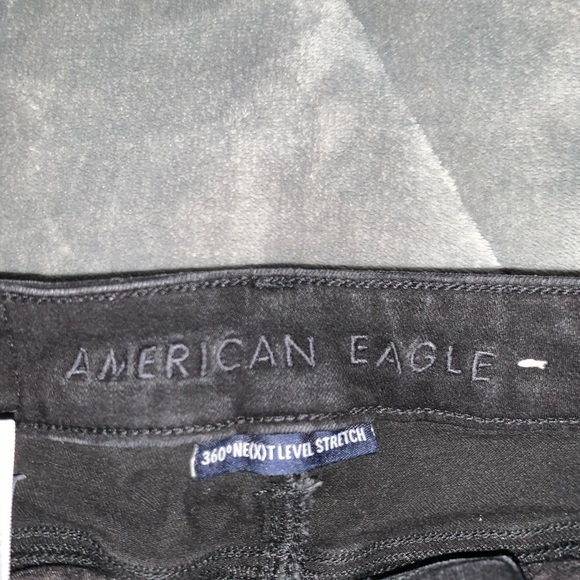 AMERICAN EAGLE
360° NE(X)T LEVEL STRETCH